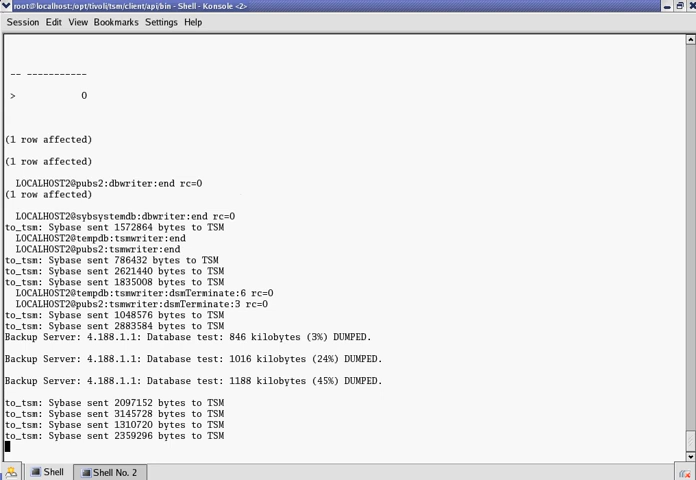 root@localhost:/opt/tivoli/tsm/client/api/bin - Shell - Konsole <2>
Session Edit View Bookmarks Settings Help
-- -----------
> 0
(1 row affected)
(1 row affected)
LOCALHOST2@pubs2:dbwriter:end rc=0
(1 row affected)
LOCALHOST2@sybsystemdb:dbwriter:end rc=0
to_tsm: Sybase sent 1572864 bytes to TSM
LOCALHOST2@tempdb:tsmwriter:end
LOCALHOST2@pubs2:tsmwriter:end
to_tsm: Sybase sent 786432 bytes to TSM
to_tsm: Sybase sent 2621440 bytes to TSM
to_tsm: Sybase sent 1835008 bytes to TSM
LOCALHOST2@tempdb:tsmwriter:dsmTerminate:6 rc=0
LOCALHOST2@pubs2:tsmwriter:dsmTerminate:3 rc=0
to_tsm: Sybase sent 1048576 bytes to TSM
to_tsm: Sybase sent 2883584 bytes to TSM
Backup Server: 4.188.1.1: Database test: 846 kilobytes (3%) DUMPED.
Backup Server: 4.188.1.1: Database test: 1016 kilobytes (24%) DUMPED.
Backup Server: 4.188.1.1: Database test: 1188 kilobytes (45%) DUMPED.
to_tsm: Sybase sent 2097152 bytes to TSM
to_tsm: Sybase sent 3145728 bytes to TSM
to_tsm: Sybase sent 1310720 bytes to TSM
to_tsm: Sybase sent 2359296 bytes to TSM
Shell Shell No. 2